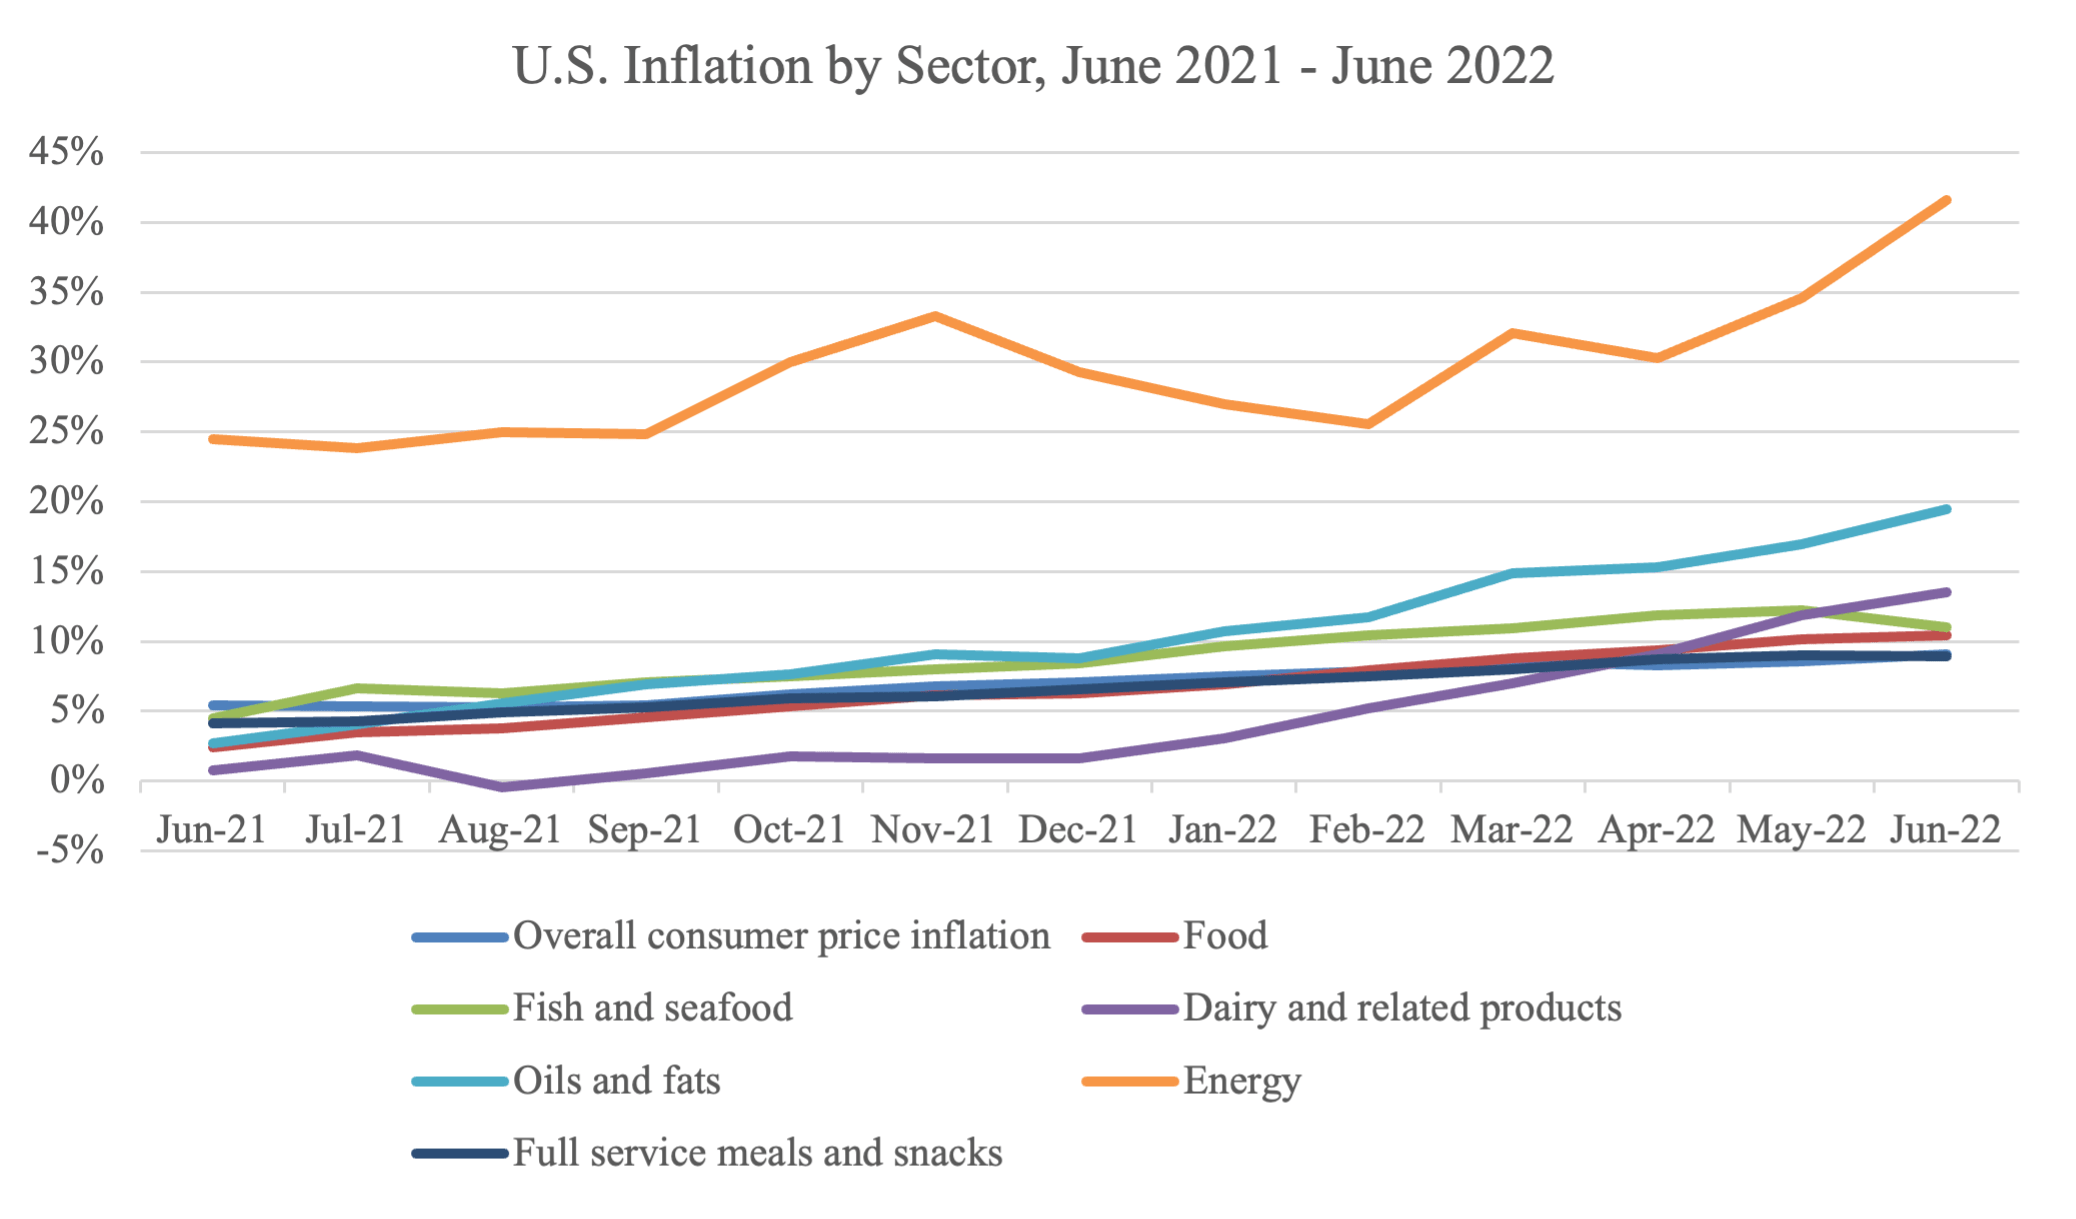 U.S. Inflation by Sector, June 2021 - June 2022
45%
40%
35%
30%
25%
20%
15%
10%
5%
0%
Jun-21 Jul-21 Aug-21 Sep-21 Oct-21 Nov-21 Dec-21 Jan-22 Feb-22 Mar-22 Apr-22 May-22 Jun-22
-5%
Overall consumer price inflation Food
Fish and seafood Dairy and related products
Oils and fats Energy
Full service meals and snacks